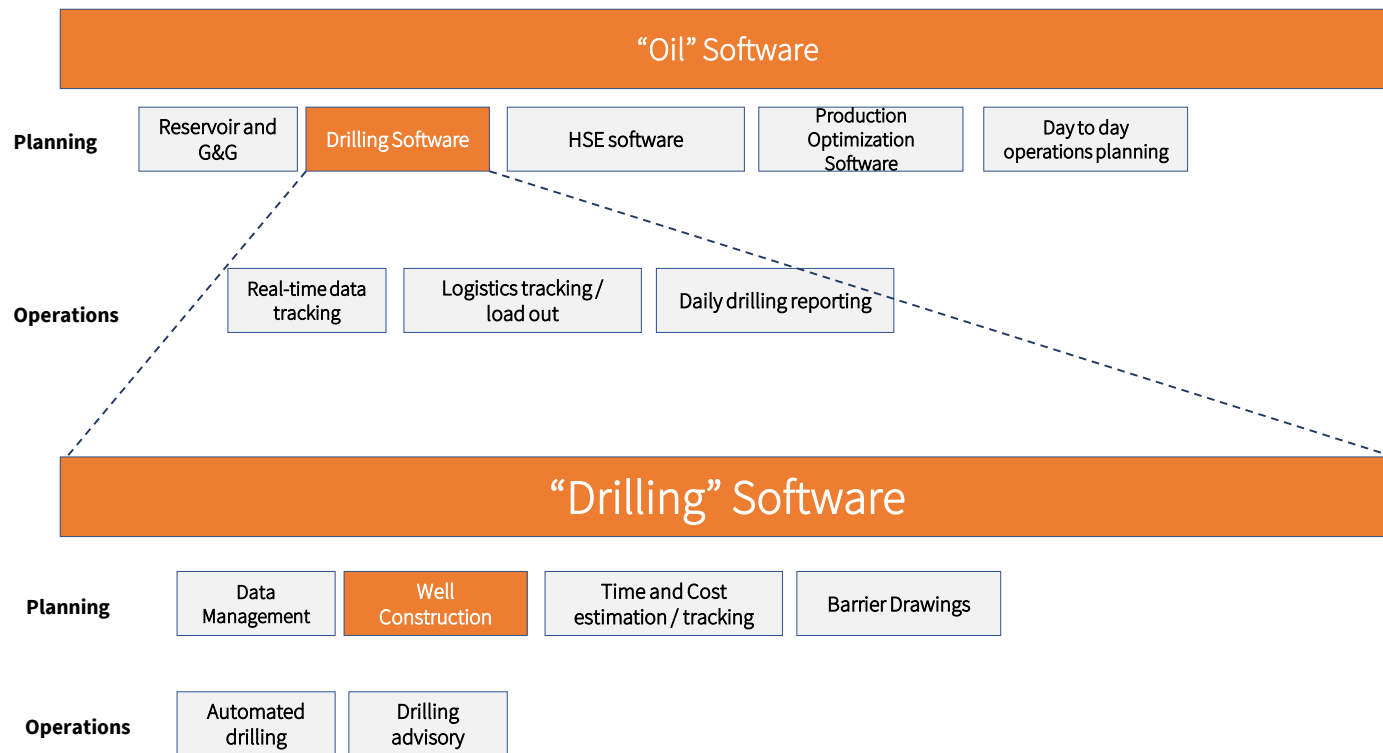 “Oil” Software
Planning
Reservoir and
G&G
Drilling Software
HSE software
Production
Optimization
Software
Day to day
operations planning
Operations
Real-time data
tracking
Logistics tracking /
load out
Daily drilling reporting
“Drilling” Software
Planning
Data
Management
Well
Construction
Time and Cost
estimation / tracking
Barrier Drawings
Operations
Automated
drilling
Drilling
advisory